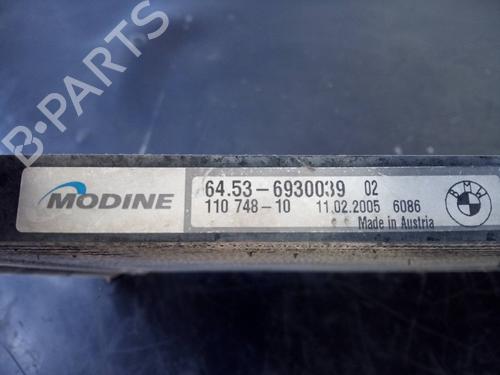 B-PARTS
MODINE
64.53-6930039 02
110 748-10 11.02.2005 6086
Made in Austria
BMW